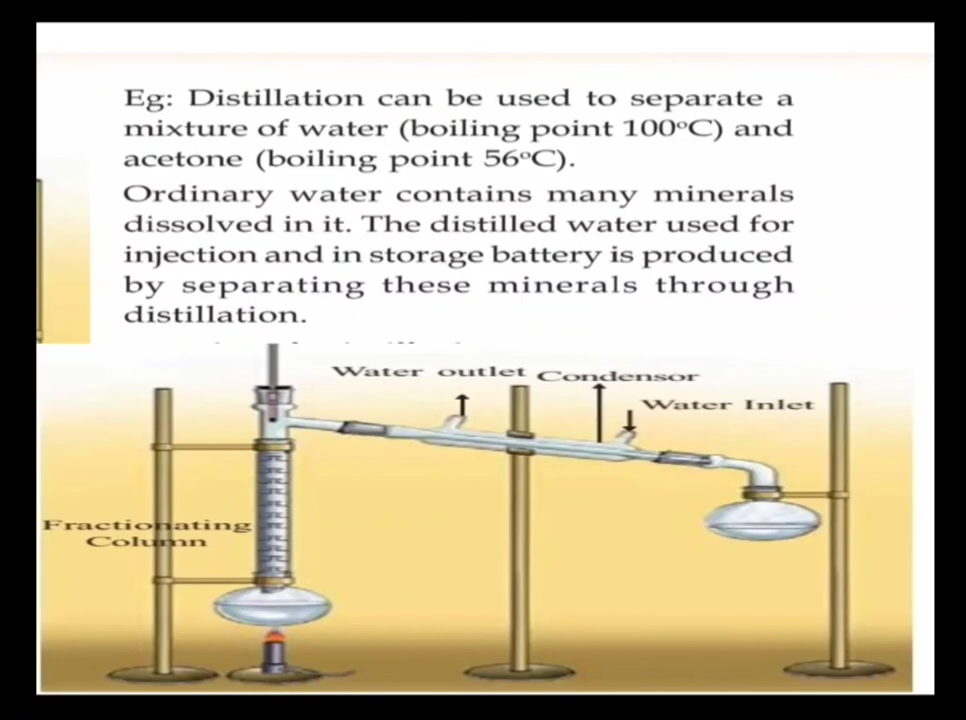 Eg: Distillation can be used to separate a
mixture of water (boiling point 100°C) and
acetone (boiling point 56°C).
Ordinary water contains many minerals
dissolved in it. The distilled water used for
injection and in storage battery is produced
by separating these minerals through
distillation.
Water outlet
Condensor
Water Inlet
Fractionating
Column